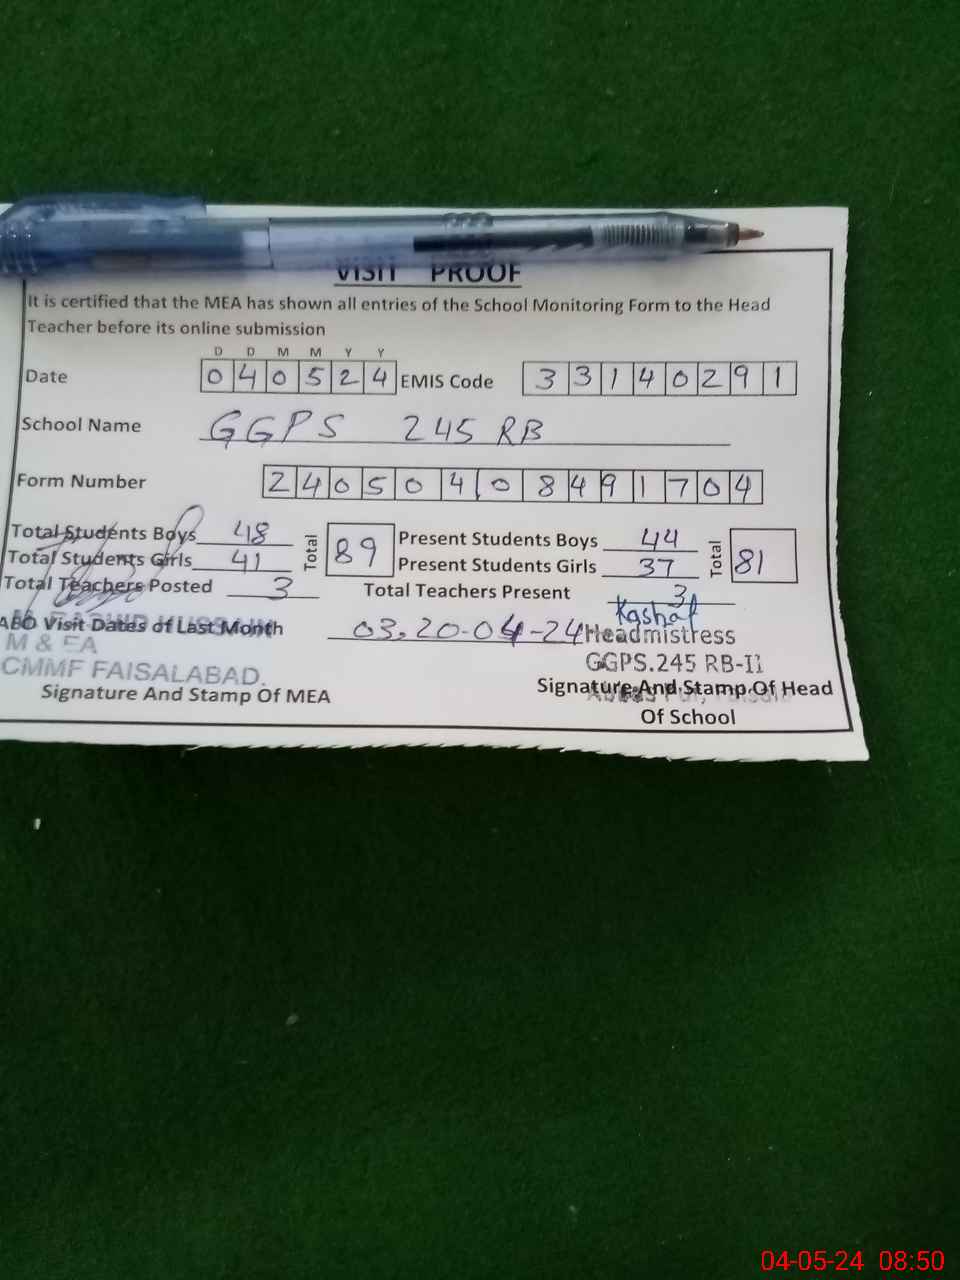 VISIT PROOF
It is certified that the MEA has shown all entries of the School Monitoring Form to the Head
Teacher before its online submission
D D M M Y Y
Date 0 4 0 5 2 4 EMIS Code 3 3 1 4 0 2 9 1
School Name GGPS 245 RB
Form Number 2 4 0 5 0 4 0 8 4 9 1 7 0 4
Total Students Boys 48 Total 89 Present Students Boys 44 Total 81
Total Students Girls 41 Present Students Girls 37
Total Teachers Posted 3 Total Teachers Present 3
Kashaf
AEO Visit Dates of Last Month 03.20-04-24 Headmistress
M & EA GGPS.245 RB-II
CMMF FAISALABAD.
Signature And Stamp Of MEA Signature And Stamp Of Head
Of School
04-05-24 08:50